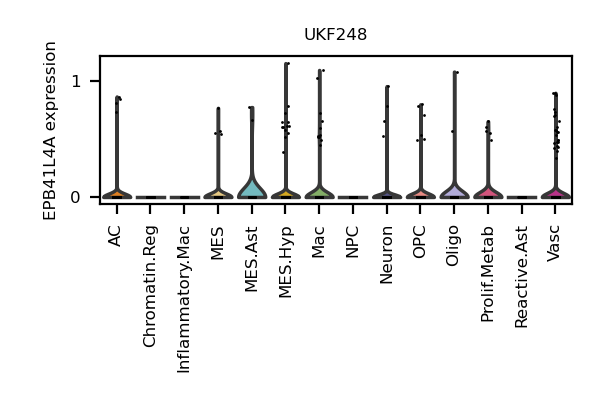 UKF248
EPB41L4A expression
1
0
AC
Chromatin.Reg
Inflammatory.Mac
MES
MES.Ast
MES.Hyp
Mac
NPC
Neuron
OPC
Oligo
Prolif.Metab
Reactive.Ast
Vasc